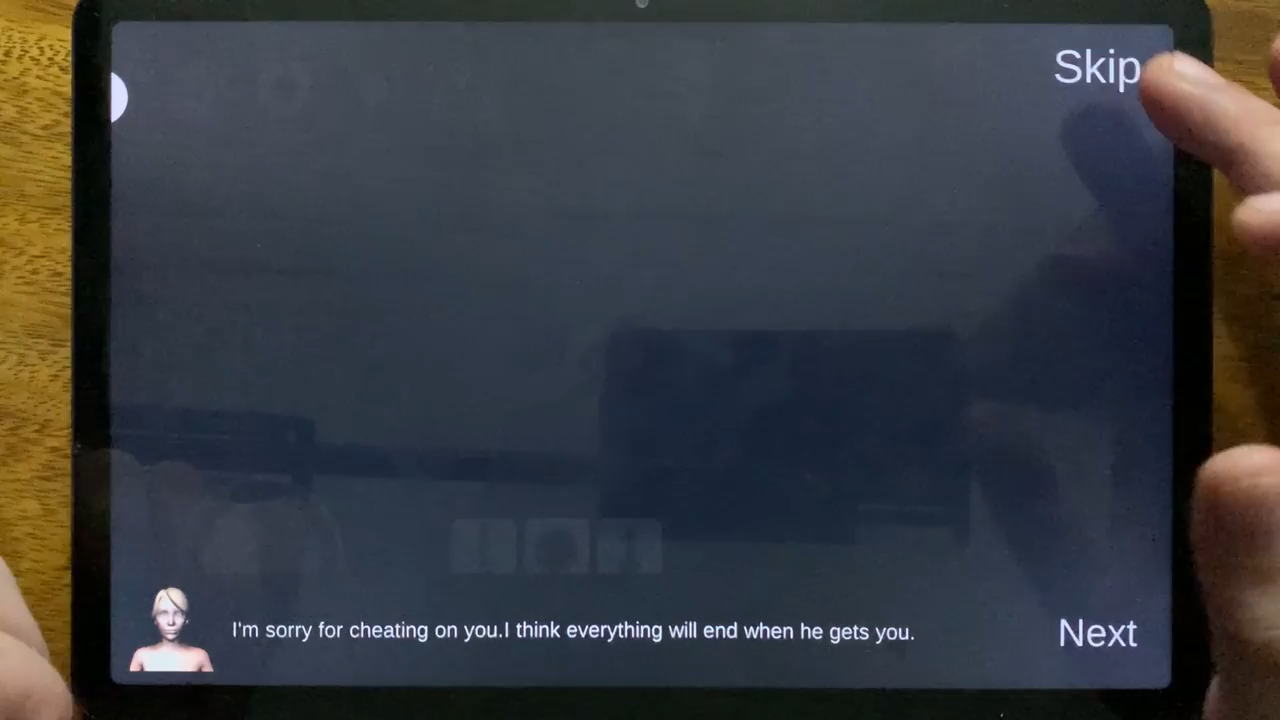 Skip
I'm sorry for cheating on you.I think everything will end when he gets you.
Next